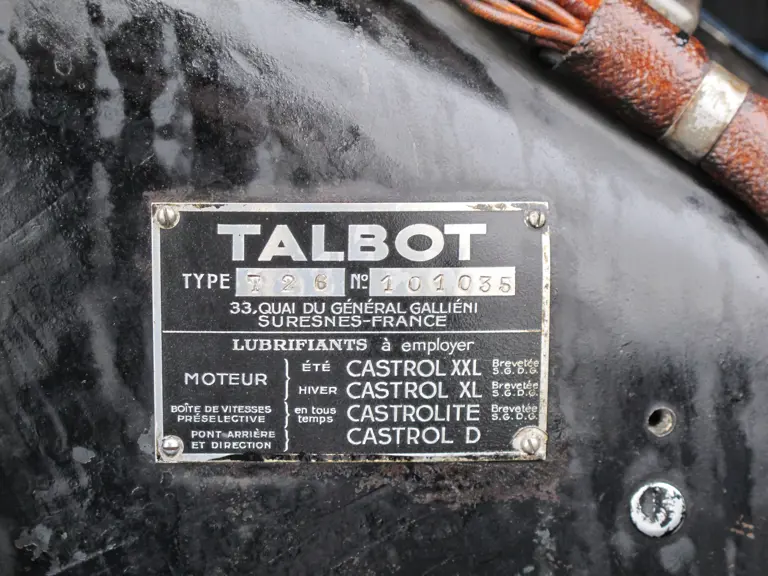 TALBOT
TYPE T26 No 101035
33, QUAI DU GÉNÉRAL GALLIÉNI
SURESNES-FRANCE
LUBRIFIANTS à employer
MOTEUR
ÉTÉ CASTROL XXL Brevetée S.G.D.G.
HIVER CASTROL XL Brevetée S.G.D.G.
BOÎTE DE VITESSES PRÉSELECTIVE
en tous temps
CASTROLITE Brevetée S.G.D.G.
PONT ARRIÈRE ET DIRECTION
CASTROL D